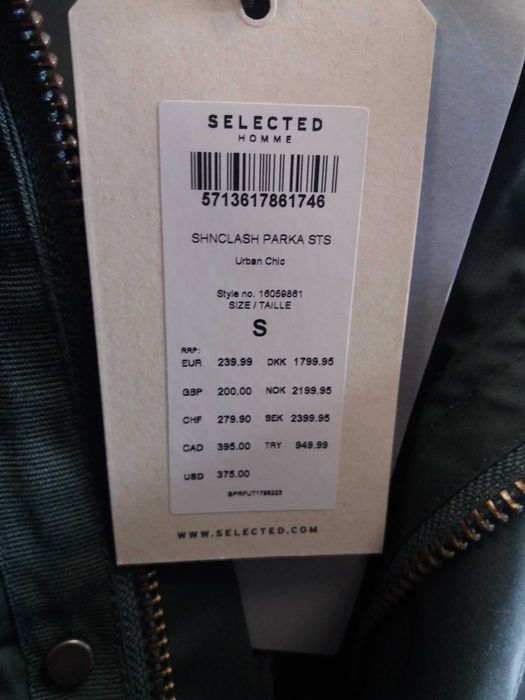 SELECTED
HOMME
5713617861746
SHNCLASH PARKA STS
Urban Chic
Style no. 16059861
SIZE / TAILLE
S
RRP:
EUR 239.99 DKK 1799.95
GBP 200.00 NOK 2199.95
CHF 279.90 SEK 2399.95
CAD 395.00 TRY 949.99
USD 375.00
SPRFUT1795223
WWW.SELECTED.COM